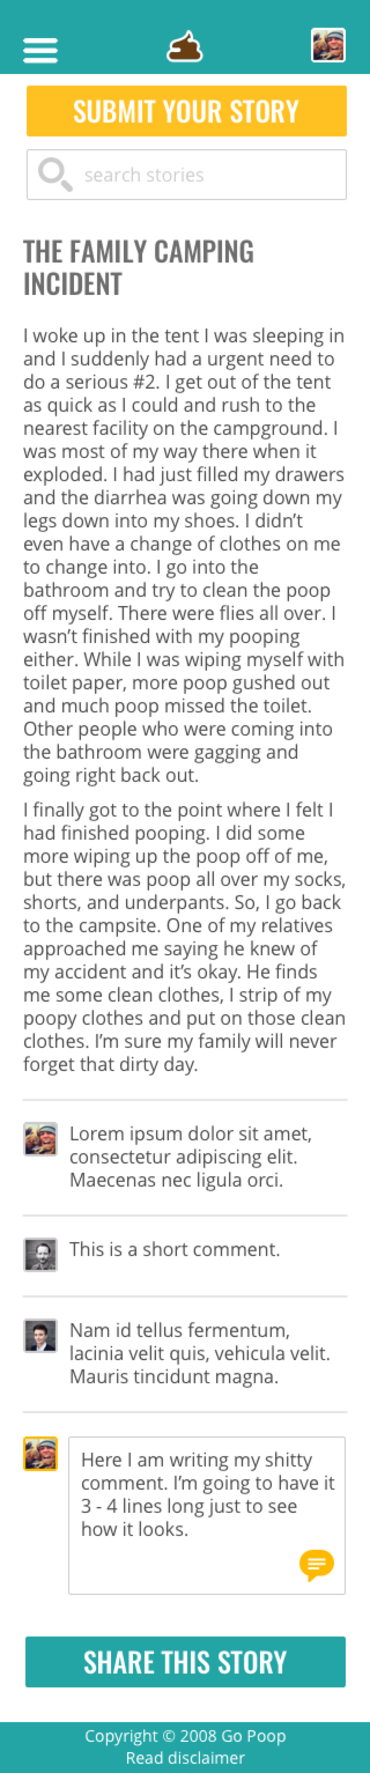 SUBMIT YOUR STORY
search stories
THE FAMILY CAMPING
INCIDENT
I woke up in the tent I was sleeping in
and I suddenly had a urgent need to
do a serious #2. I get out of the tent
as quick as I could and rush to the
nearest facility on the campground. I
was most of my way there when it
exploded. I had just filled my drawers
and the diarrhea was going down my
legs down into my shoes. I didn’t
even have a change of clothes on me
to change into. I go into the
bathroom and try to clean the poop
off myself. There were flies all over. I
wasn’t finished with my pooping
either. While I was wiping myself with
toilet paper, more poop gushed out
and much poop missed the toilet.
Other people who were coming into
the bathroom were gagging and
going right back out.
I finally got to the point where I felt I
had finished pooping. I did some
more wiping up the poop off of me,
but there was poop all over my socks,
shorts, and underpants. So, I go back
to the campsite. One of my relatives
approached me saying he knew of
my accident and it’s okay. He finds
me some clean clothes, I strip of my
poopy clothes and put on those clean
clothes. I’m sure my family will never
forget that dirty day.
Lorem ipsum dolor sit amet,
consectetur adipiscing elit.
Maecenas nec ligula orci.
This is a short comment.
Nam id tellus fermentum,
lacinia velit quis, vehicula velit.
Mauris tincidunt magna.
Here I am writing my shitty
comment. I’m going to have it
3 - 4 lines long just to see
how it looks.
SHARE THIS STORY
Copyright © 2008 Go Poop
Read disclaimer